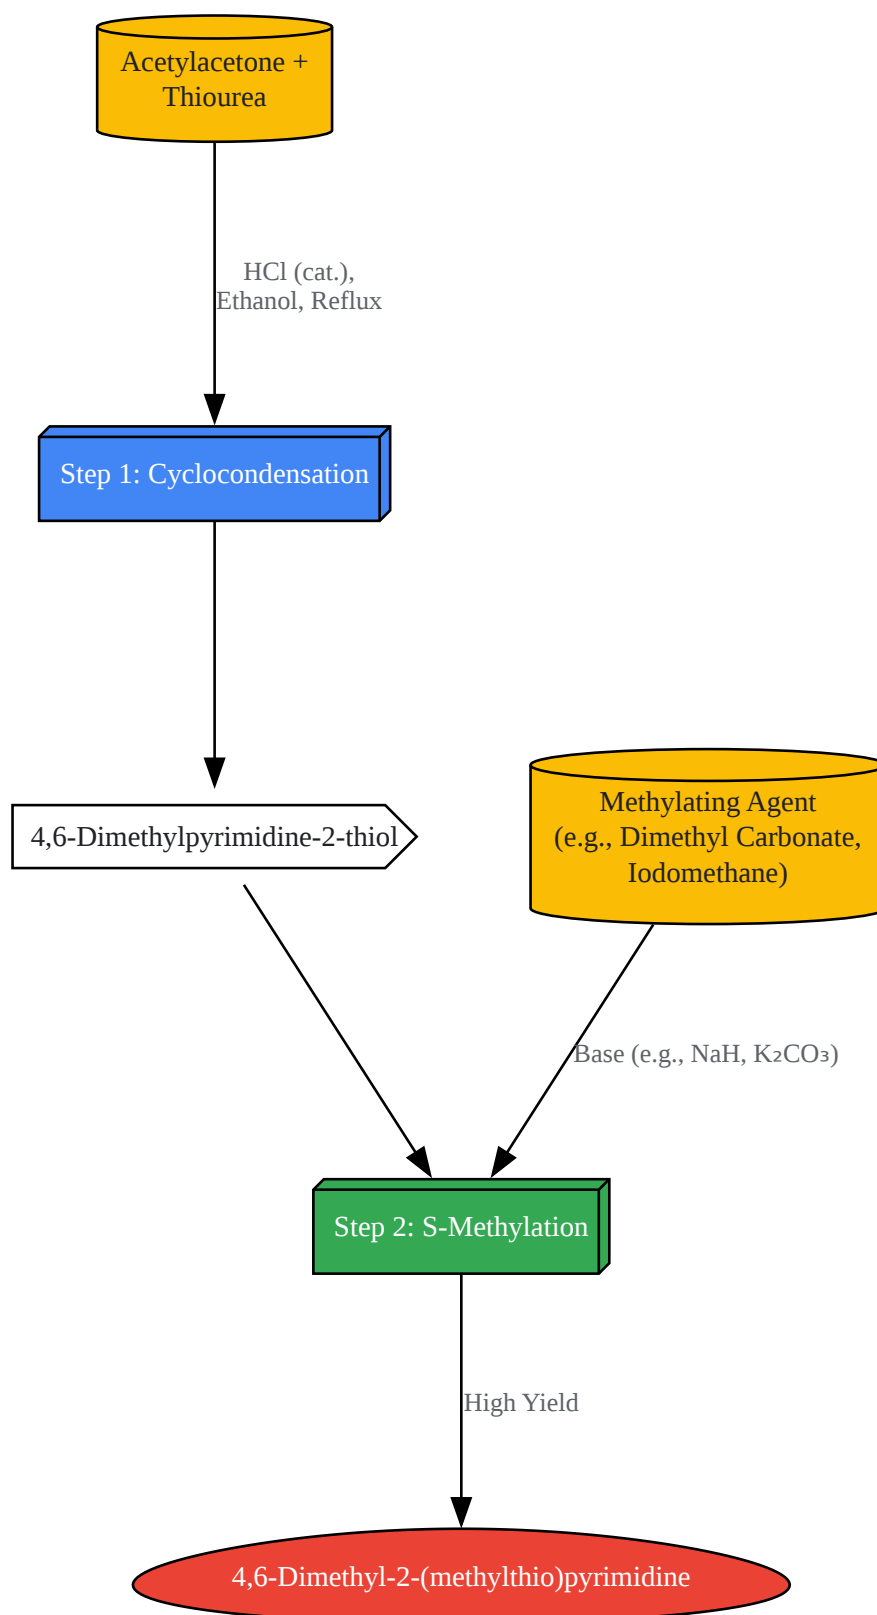 Acetylacetone +
Thiourea
HCl (cat.),
Ethanol, Reflux
Step 1: Cyclocondensation
4,6-Dimethylpyrimidine-2-thiol
Methylating Agent
(e.g., Dimethyl Carbonate,
Iodomethane)
Base (e.g., NaH, K₂CO₃)
Step 2: S-Methylation
High Yield
4,6-Dimethyl-2-(methylthio)pyrimidine